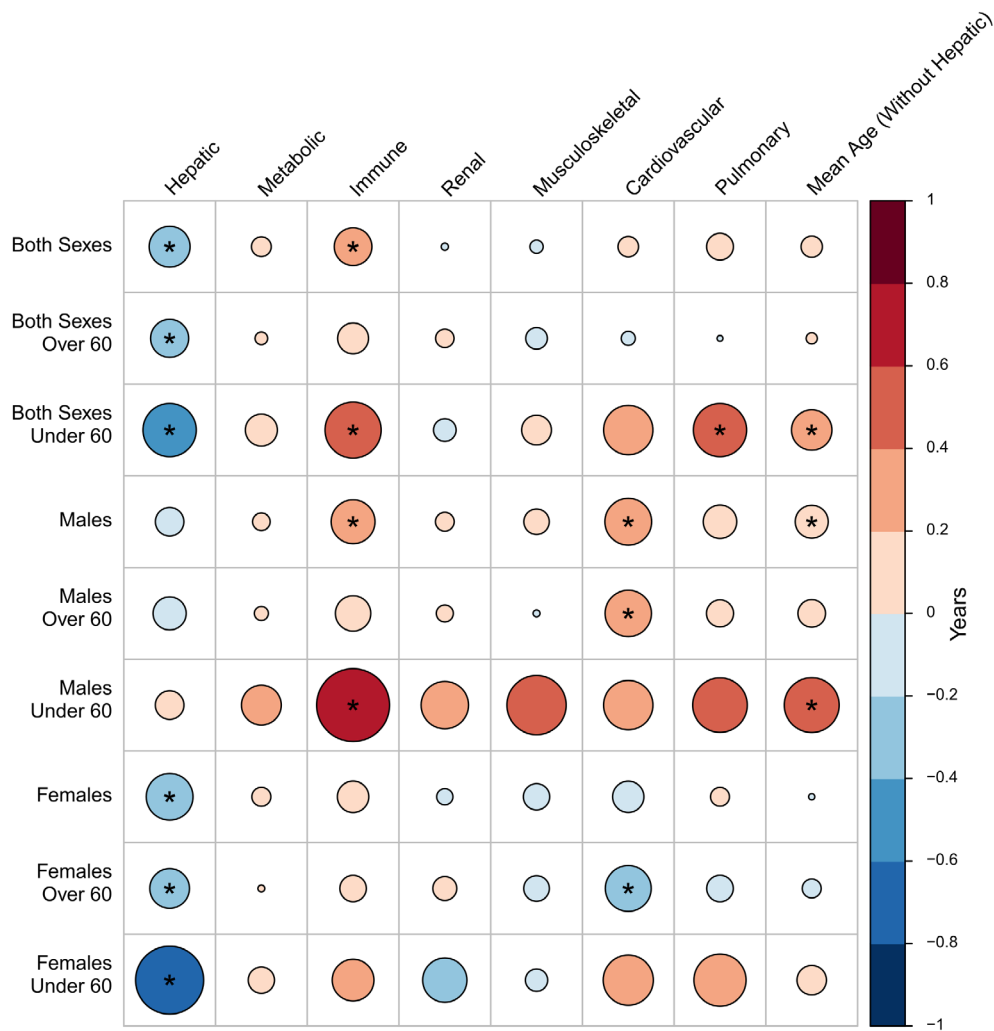 Hepatic
Metabolic
Immune
Renal
Musculoskeletal
Cardiovascular
Pulmonary
Mean Age (Without Hepatic)
Both Sexes
* *
Both Sexes
Over 60
*
Both Sexes
Under 60
* * * *
Males
* * *
Males
Over 60
*
Males
Under 60
* *
Females
*
Females
Over 60
* *
Females
Under 60
*
1
0.8
0.6
0.4
0.2
0
−0.2
−0.4
−0.6
−0.8
−1
Years